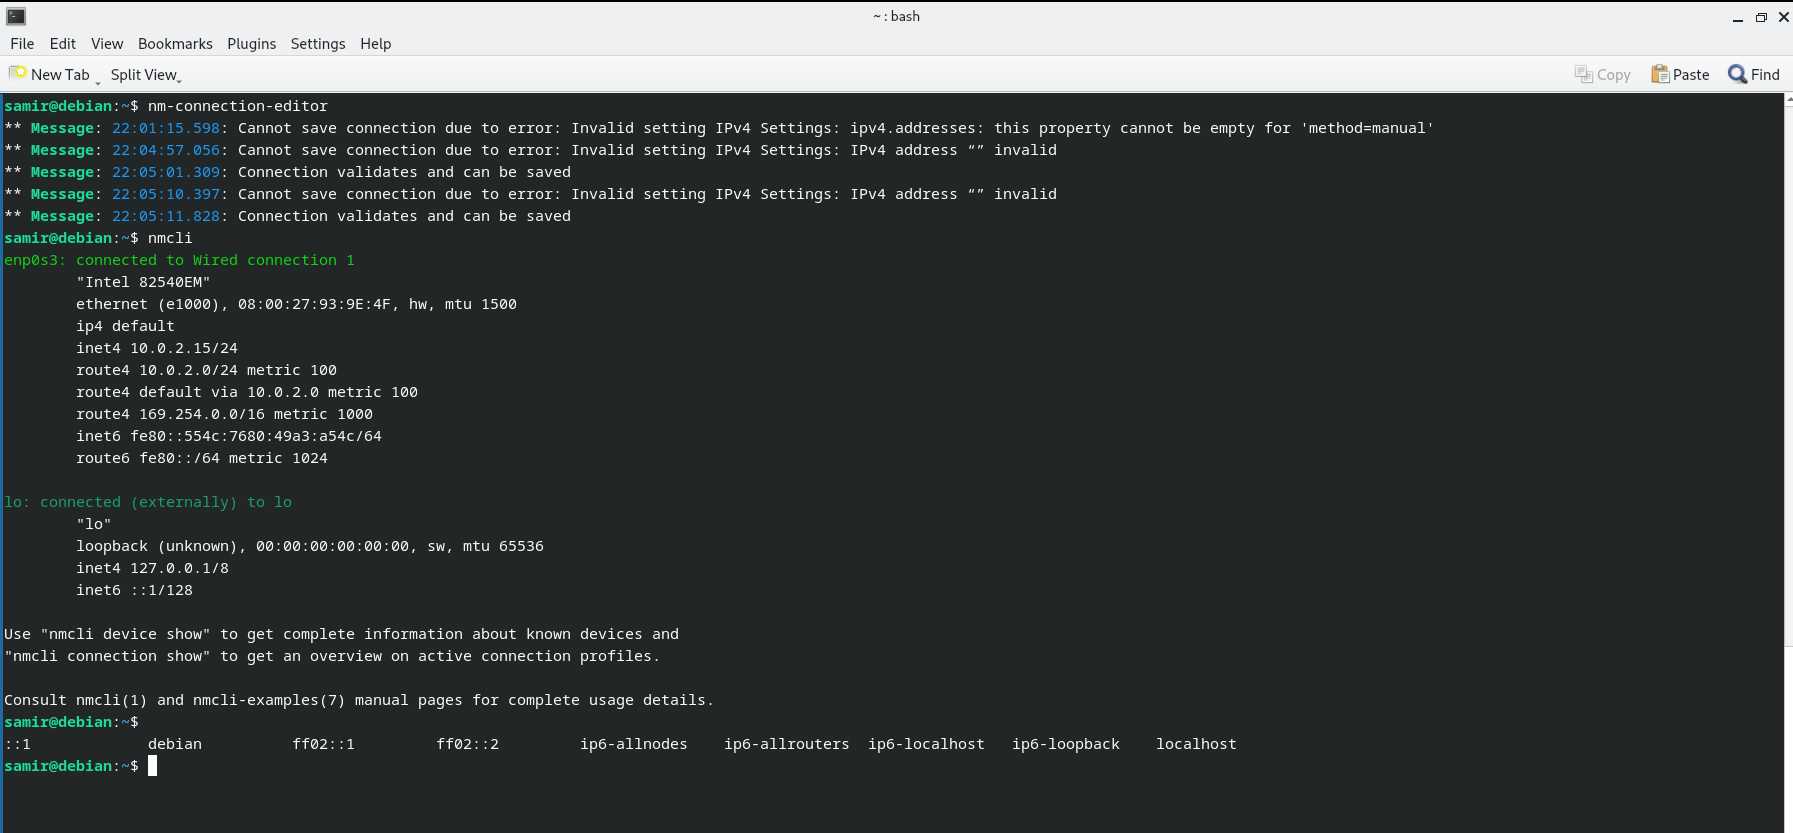 ~ : bash
File Edit View Bookmarks Plugins Settings Help
New Tab Split View Copy Paste Find
samir@debian:~$ nm-connection-editor
** Message: 22:01:15.598: Cannot save connection due to error: Invalid setting IPv4 Settings: ipv4.addresses: this property cannot be empty for 'method=manual'
** Message: 22:04:57.056: Cannot save connection due to error: Invalid setting IPv4 Settings: IPv4 address “” invalid
** Message: 22:05:01.309: Connection validates and can be saved
** Message: 22:05:10.397: Cannot save connection due to error: Invalid setting IPv4 Settings: IPv4 address “” invalid
** Message: 22:05:11.828: Connection validates and can be saved
samir@debian:~$ nmcli
enp0s3: connected to Wired connection 1
"Intel 82540EM"
ethernet (e1000), 08:00:27:93:9E:4F, hw, mtu 1500
ip4 default
inet4 10.0.2.15/24
route4 10.0.2.0/24 metric 100
route4 default via 10.0.2.0 metric 100
route4 169.254.0.0/16 metric 1000
inet6 fe80::554c:7680:49a3:a54c/64
route6 fe80::/64 metric 1024
lo: connected (externally) to lo
"lo"
loopback (unknown), 00:00:00:00:00:00, sw, mtu 65536
inet4 127.0.0.1/8
inet6 ::1/128
Use "nmcli device show" to get complete information about known devices and
"nmcli connection show" to get an overview on active connection profiles.
Consult nmcli(1) and nmcli-examples(7) manual pages for complete usage details.
samir@debian:~$
::1 debian ff02::1 ff02::2 ip6-allnodes ip6-allrouters ip6-localhost ip6-loopback localhost
samir@debian:~$